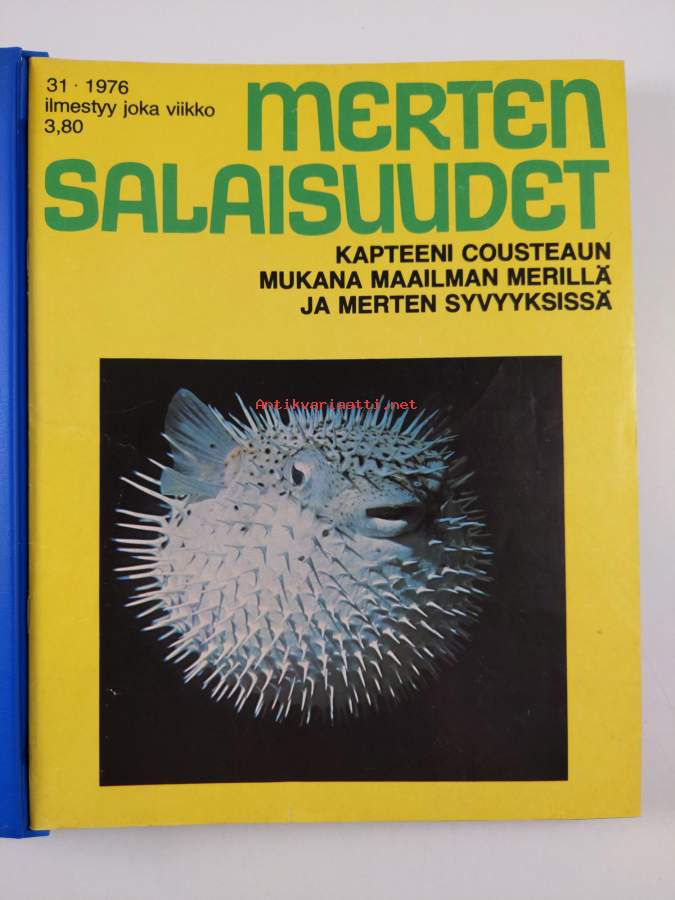 31 · 1976
ilmestyy joka viikko
3,80
MERTEN
SALAISUUDET
KAPTEENI COUSTEAUN
MUKANA MAAILMAN MERILLÄ
JA MERTEN SYVYYKSISSÄ
Antikvariaatti.net